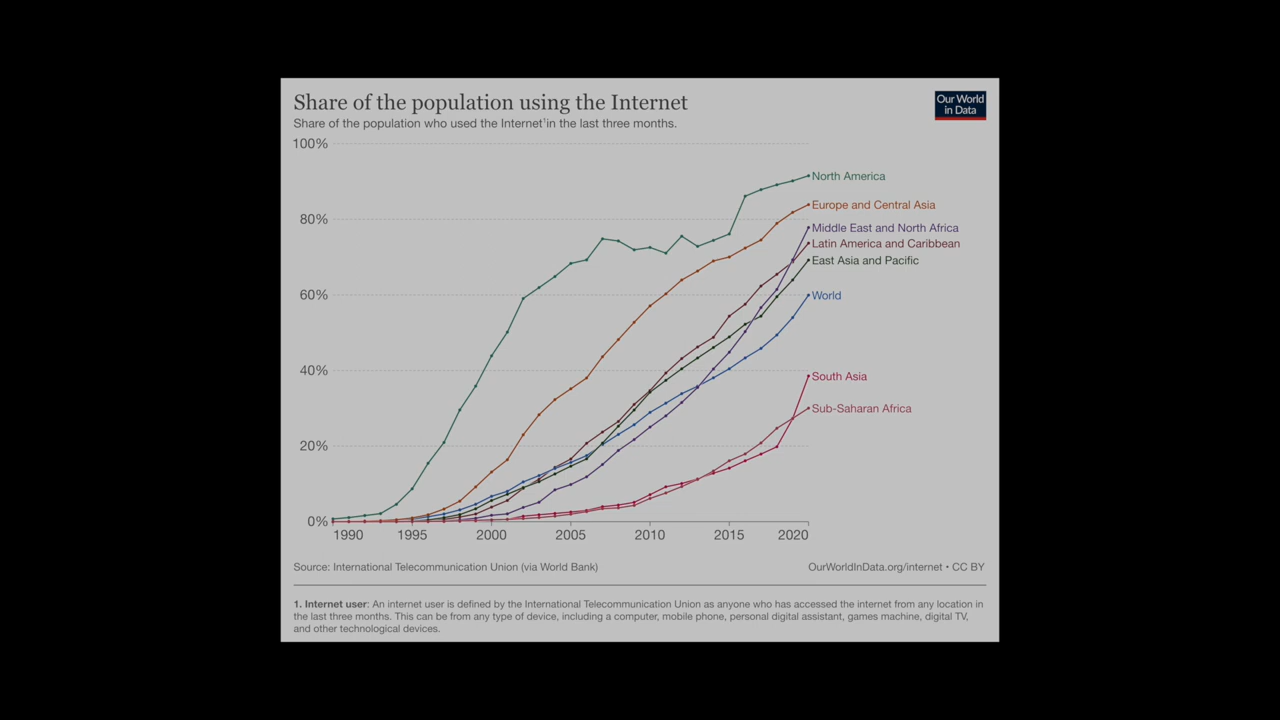 Share of the population using the Internet
Our World
in Data
Share of the population who used the Internet¹in the last three months.
100%
80%
60%
40%
20%
0%
North America
Europe and Central Asia
Middle East and North Africa
Latin America and Caribbean
East Asia and Pacific
World
South Asia
Sub-Saharan Africa
1990 1995 2000 2005 2010 2015 2020
Source: International Telecommunication Union (via World Bank)
OurWorldInData.org/internet • CC BY
1. Internet user: An internet user is defined by the International Telecommunication Union as anyone who has accessed the internet from any location in
the last three months. This can be from any type of device, including a computer, mobile phone, personal digital assistant, games machine, digital TV,
and other technological devices.